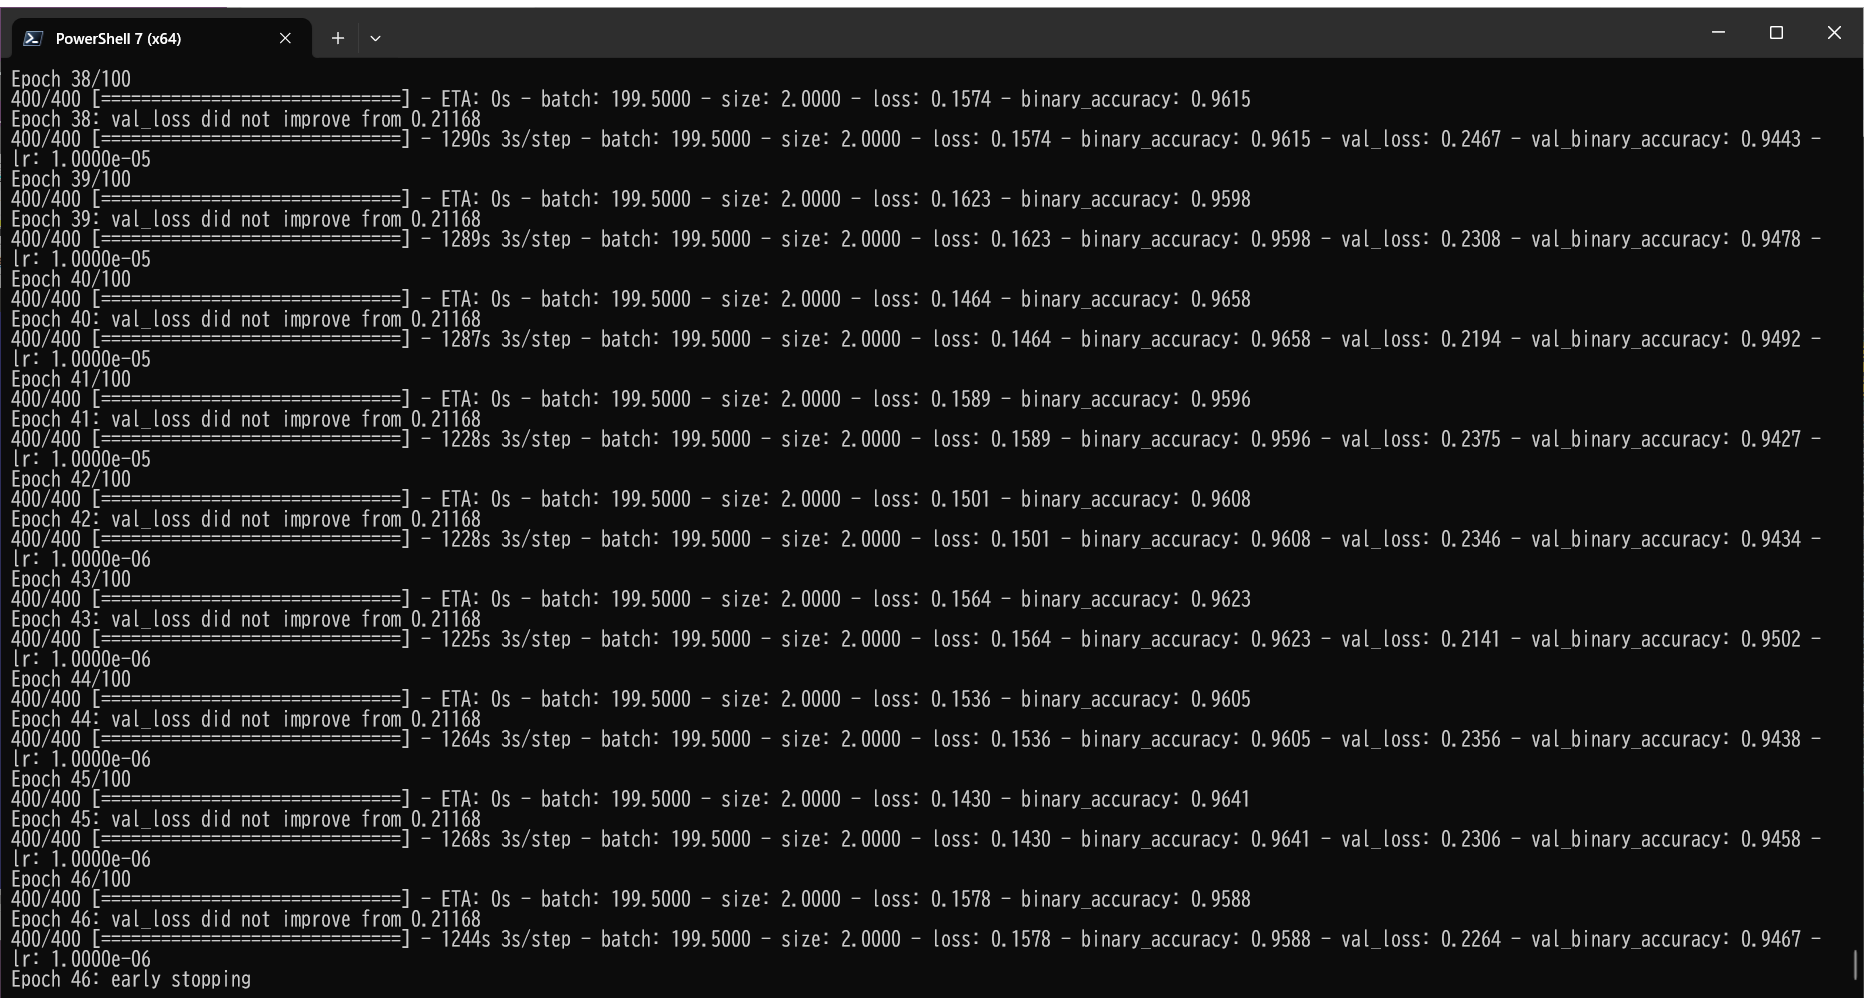 PowerShell 7 (x64)
Epoch 38/100
400/400 [==============================] - ETA: 0s - batch: 199.5000 - size: 2.0000 - loss: 0.1574 - binary_accuracy: 0.9615
Epoch 38: val_loss did not improve from 0.21168
400/400 [==============================] - 1290s 3s/step - batch: 199.5000 - size: 2.0000 - loss: 0.1574 - binary_accuracy: 0.9615 - val_loss: 0.2467 - val_binary_accuracy: 0.9443 -
lr: 1.0000e-05
Epoch 39/100
400/400 [==============================] - ETA: 0s - batch: 199.5000 - size: 2.0000 - loss: 0.1623 - binary_accuracy: 0.9598
Epoch 39: val_loss did not improve from 0.21168
400/400 [==============================] - 1289s 3s/step - batch: 199.5000 - size: 2.0000 - loss: 0.1623 - binary_accuracy: 0.9598 - val_loss: 0.2308 - val_binary_accuracy: 0.9478 -
lr: 1.0000e-05
Epoch 40/100
400/400 [==============================] - ETA: 0s - batch: 199.5000 - size: 2.0000 - loss: 0.1464 - binary_accuracy: 0.9658
Epoch 40: val_loss did not improve from 0.21168
400/400 [==============================] - 1287s 3s/step - batch: 199.5000 - size: 2.0000 - loss: 0.1464 - binary_accuracy: 0.9658 - val_loss: 0.2194 - val_binary_accuracy: 0.9492 -
lr: 1.0000e-05
Epoch 41/100
400/400 [==============================] - ETA: 0s - batch: 199.5000 - size: 2.0000 - loss: 0.1589 - binary_accuracy: 0.9596
Epoch 41: val_loss did not improve from 0.21168
400/400 [==============================] - 1228s 3s/step - batch: 199.5000 - size: 2.0000 - loss: 0.1589 - binary_accuracy: 0.9596 - val_loss: 0.2375 - val_binary_accuracy: 0.9427 -
lr: 1.0000e-05
Epoch 42/100
400/400 [==============================] - ETA: 0s - batch: 199.5000 - size: 2.0000 - loss: 0.1501 - binary_accuracy: 0.9608
Epoch 42: val_loss did not improve from 0.21168
400/400 [==============================] - 1228s 3s/step - batch: 199.5000 - size: 2.0000 - loss: 0.1501 - binary_accuracy: 0.9608 - val_loss: 0.2346 - val_binary_accuracy: 0.9434 -
lr: 1.0000e-06
Epoch 43/100
400/400 [==============================] - ETA: 0s - batch: 199.5000 - size: 2.0000 - loss: 0.1564 - binary_accuracy: 0.9623
Epoch 43: val_loss did not improve from 0.21168
400/400 [==============================] - 1225s 3s/step - batch: 199.5000 - size: 2.0000 - loss: 0.1564 - binary_accuracy: 0.9623 - val_loss: 0.2141 - val_binary_accuracy: 0.9502 -
lr: 1.0000e-06
Epoch 44/100
400/400 [==============================] - ETA: 0s - batch: 199.5000 - size: 2.0000 - loss: 0.1536 - binary_accuracy: 0.9605
Epoch 44: val_loss did not improve from 0.21168
400/400 [==============================] - 1264s 3s/step - batch: 199.5000 - size: 2.0000 - loss: 0.1536 - binary_accuracy: 0.9605 - val_loss: 0.2356 - val_binary_accuracy: 0.9438 -
lr: 1.0000e-06
Epoch 45/100
400/400 [==============================] - ETA: 0s - batch: 199.5000 - size: 2.0000 - loss: 0.1430 - binary_accuracy: 0.9641
Epoch 45: val_loss did not improve from 0.21168
400/400 [==============================] - 1268s 3s/step - batch: 199.5000 - size: 2.0000 - loss: 0.1430 - binary_accuracy: 0.9641 - val_loss: 0.2306 - val_binary_accuracy: 0.9458 -
lr: 1.0000e-06
Epoch 46/100
400/400 [==============================] - ETA: 0s - batch: 199.5000 - size: 2.0000 - loss: 0.1578 - binary_accuracy: 0.9588
Epoch 46: val_loss did not improve from 0.21168
400/400 [==============================] - 1244s 3s/step - batch: 199.5000 - size: 2.0000 - loss: 0.1578 - binary_accuracy: 0.9588 - val_loss: 0.2264 - val_binary_accuracy: 0.9467 -
lr: 1.0000e-06
Epoch 46: early stopping